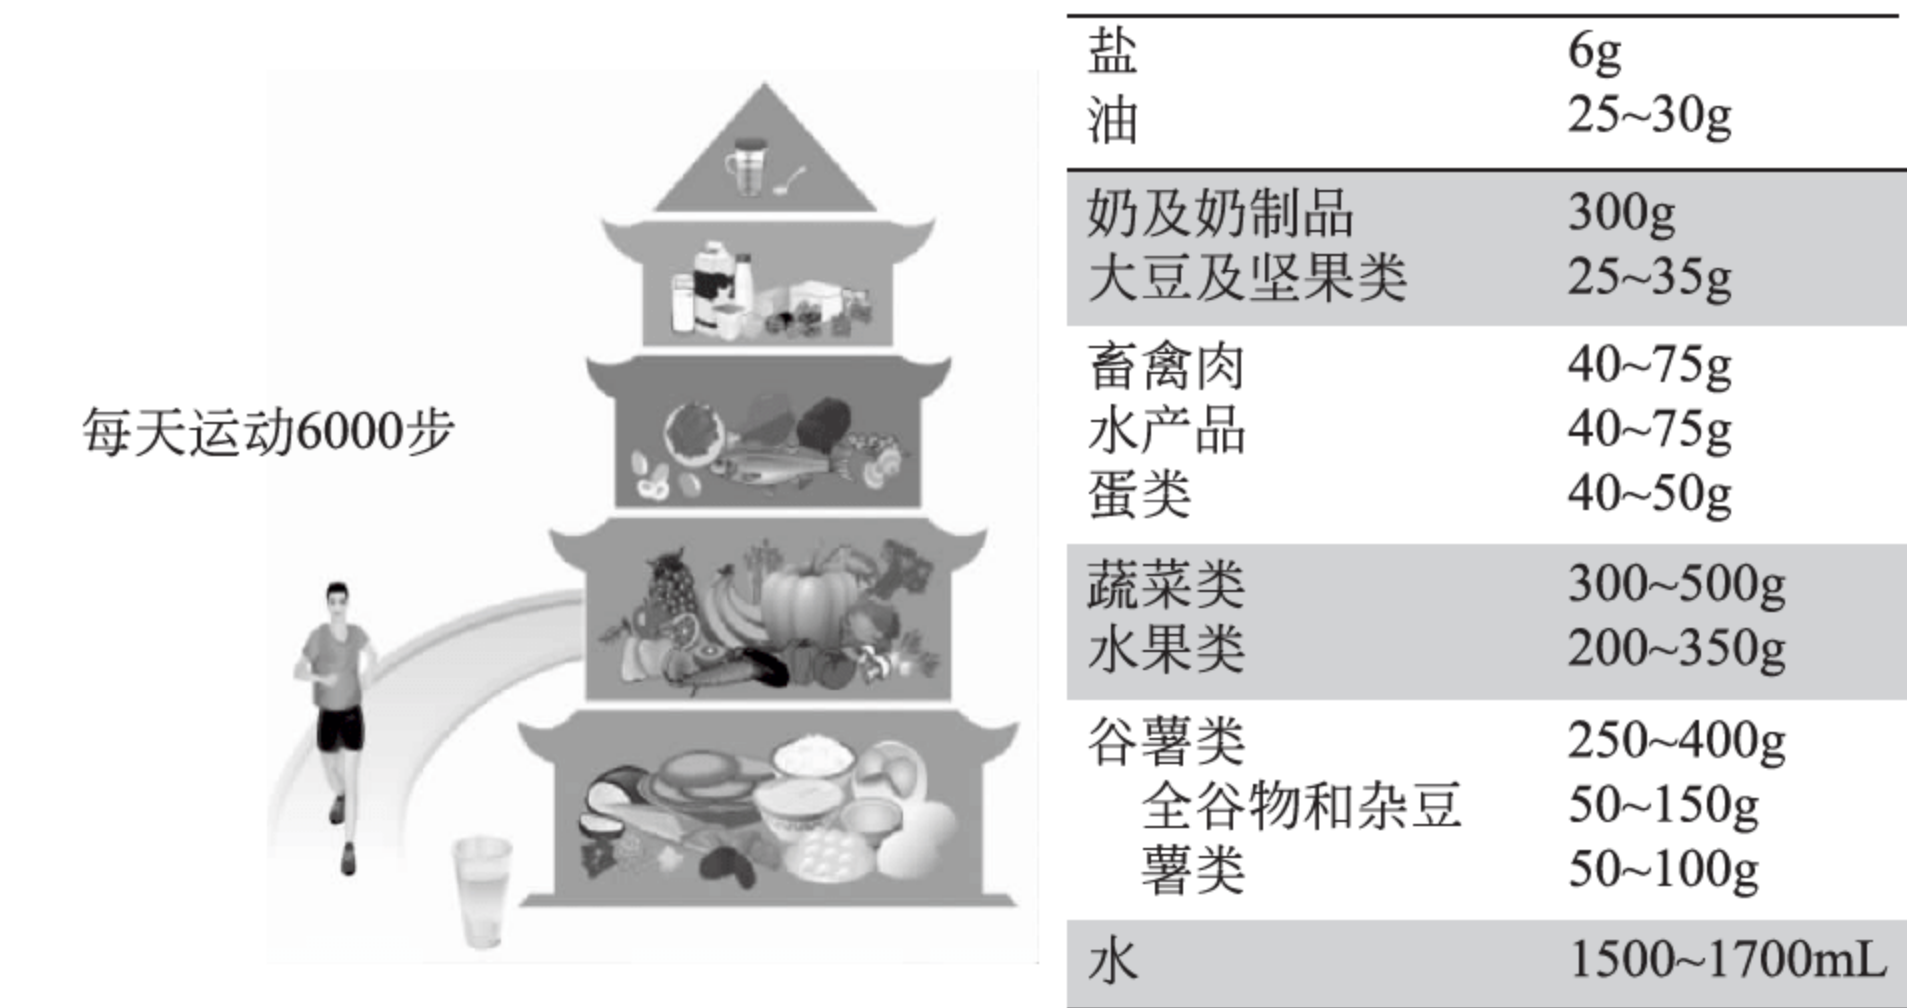 盐 6g
油 25~30g
奶及奶制品 300g
大豆及坚果类 25~35g
畜禽肉 40~75g
每天运动6000步
水产品 40~75g
蛋类 40~50g
蔬菜类 300~500g
水果类 200~350g
谷薯类 250~400g
全谷物和杂豆 50~150g
薯类 50~100g
水 1500~1700mL